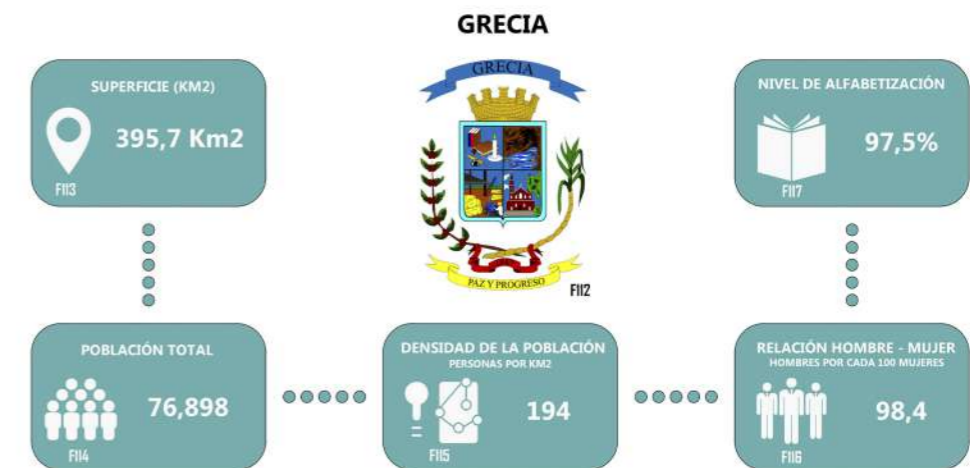 GRECIA
GRECIA
PAZ Y PROGRESO
FII2
SUPERFICIE (KM2)
395,7 Km2
FII3
NIVEL DE ALFABETIZACIÓN
97,5%
FII7
POBLACIÓN TOTAL
76,898
FII4
DENSIDAD DE LA POBLACIÓN
PERSONAS POR KM2
194
FII5
RELACIÓN HOMBRE - MUJER
HOMBRES POR CADA 100 MUJERES
98,4
FII6